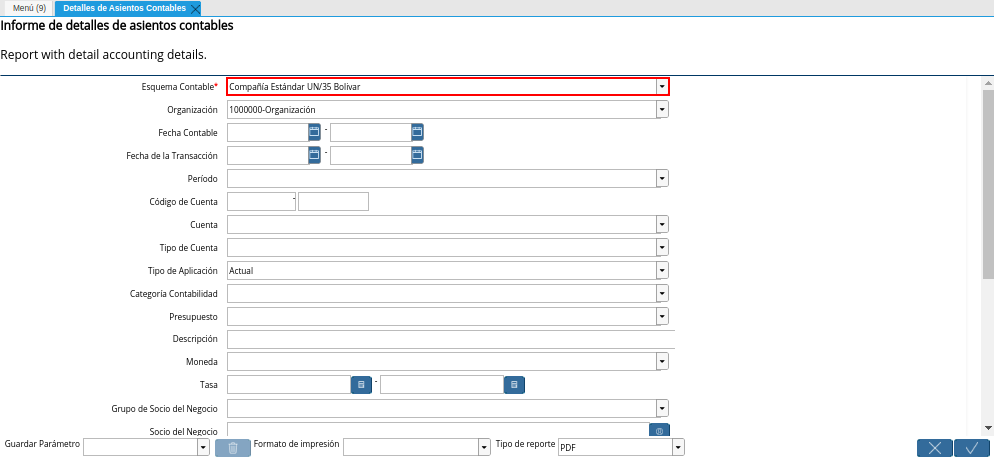 Menú (9) Detalles de Asientos Contables
Informe de detalles de asientos contables
Report with detail accounting details.
Esquema Contable* Compañía Estándar UN/35 Bolivar
Organización 1000000-Organización
Fecha Contable -
Fecha de la Transacción -
Período
Código de Cuenta -
Cuenta
Tipo de Cuenta
Tipo de Aplicación Actual
Categoría Contabilidad
Presupuesto
Descripción
Moneda
Tasa -
Grupo de Socio del Negocio
Socio del Negocio
Guardar Parámetro Formato de impresión Tipo de reporte PDF